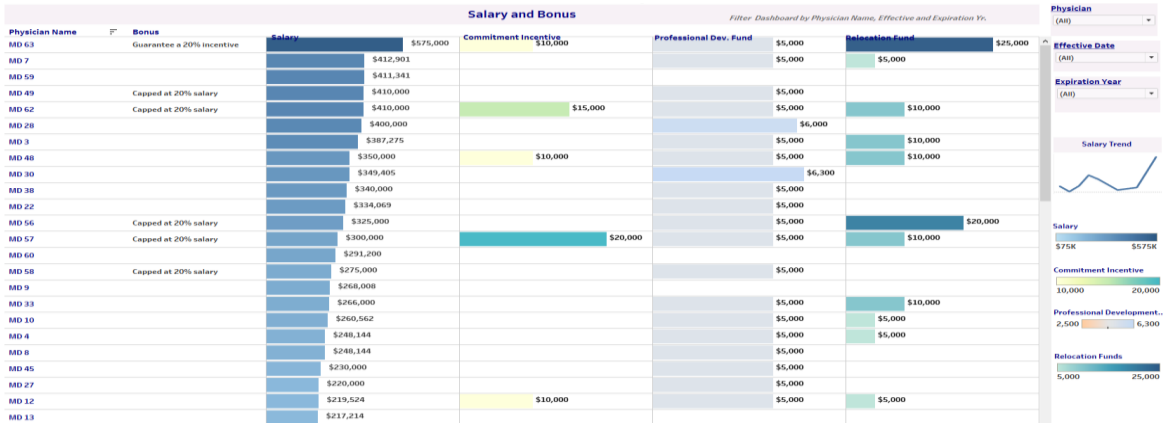 Salary and Bonus
Filter Dashboard by Physician Name, Effective and Expiration Yr.
Physician Name Bonus Salary Commitment Incentive Professional Dev. Fund Relocation Fund
MD 63 Guarantee a 20% incentive $575,000 $10,000 $5,000 $25,000
MD 7 $412,901 $5,000 $5,000
MD 59 $411,341
MD 49 Capped at 20% salary $410,000 $5,000
MD 62 Capped at 20% salary $410,000 $15,000 $5,000 $10,000
MD 28 $400,000 $6,000
MD 3 $387,275 $5,000 $10,000
MD 48 $350,000 $10,000 $5,000 $10,000
MD 30 $349,405 $6,300
MD 38 $340,000 $5,000
MD 22 $334,069 $5,000
MD 56 Capped at 20% salary $325,000 $5,000 $20,000
MD 57 Capped at 20% salary $300,000 $20,000 $5,000 $10,000
MD 60 $291,200
MD 58 Capped at 20% salary $275,000 $5,000
MD 9 $268,008
MD 33 $266,000 $5,000 $10,000
MD 10 $260,562 $5,000 $5,000
MD 4 $248,144 $5,000 $5,000
MD 8 $248,144 $5,000
MD 45 $230,000 $5,000
MD 27 $220,000 $5,000
MD 12 $219,524 $10,000 $5,000 $5,000
MD 13 $217,214
Physician
(All)
Effective Date
(All)
Expiration Year
(All)
Salary Trend
Salary
$75K $575K
Commitment Incentive
10,000 20,000
Professional Development..
2,500 6,300
Relocation Funds
5,000 25,000